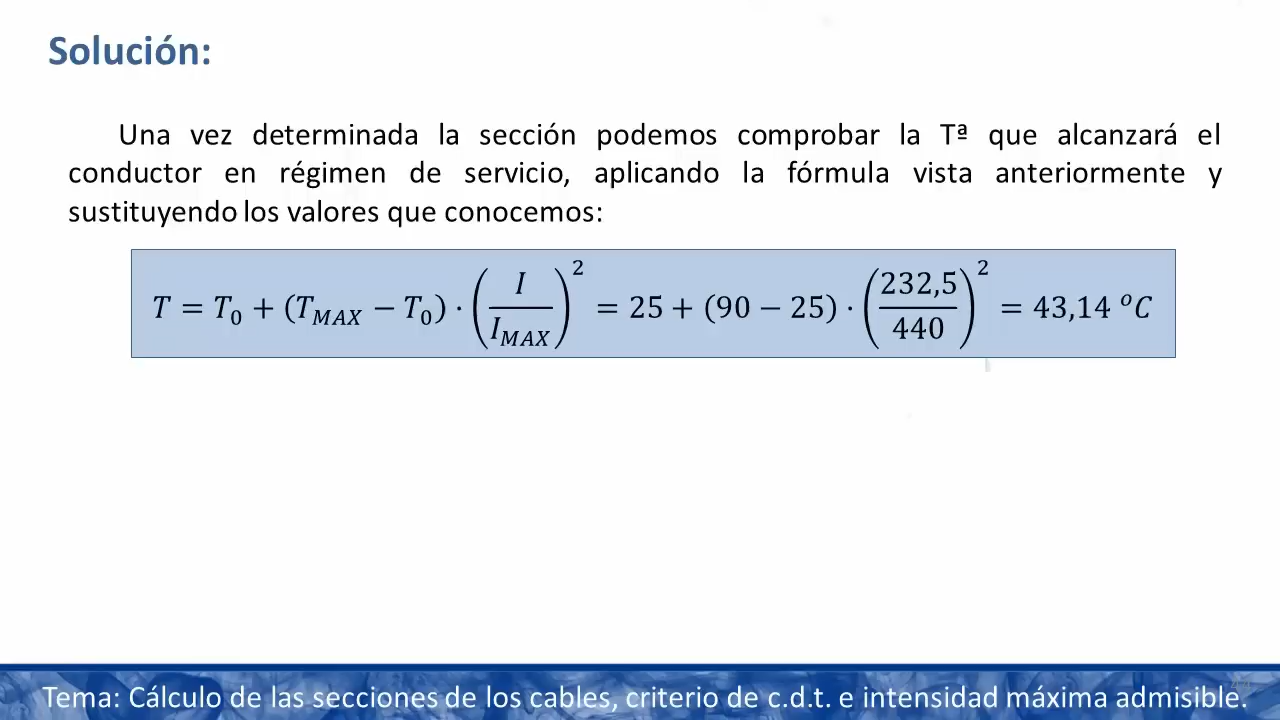 Solución:
Una vez determinada la sección podemos comprobar la Tª que alcanzará el
conductor en régimen de servicio, aplicando la fórmula vista anteriormente y
sustituyendo los valores que conocemos:
T = T₀ + (T_MAX − T₀) · (I / I_MAX)² = 25 + (90 − 25) · (232,5 / 440)² = 43,14 ºC
Tema: Cálculo de las secciones de los cables, criterio de c.d.t. e intensidad máxima admisible.